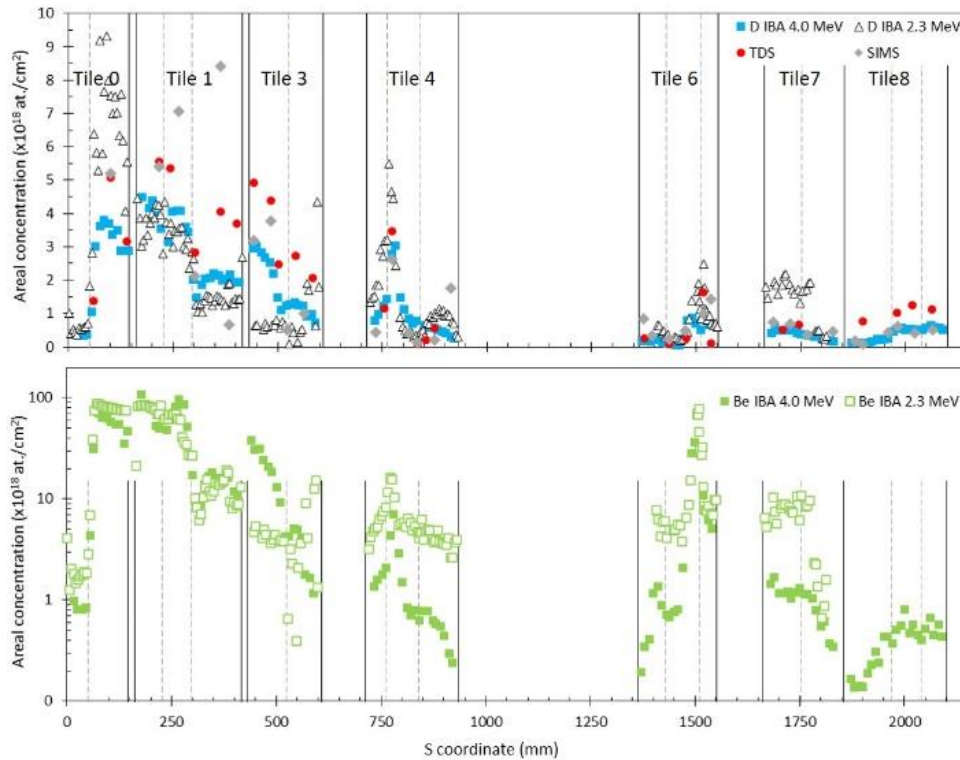 10
9
8
7
6
5
4
3
2
1
0
Areal concentration (x10¹⁸ at./cm²)
D IBA 4.0 MeV
D IBA 2.3 MeV
TDS
SIMS
Tile 0
Tile 1
Tile 3
Tile 4
Tile 6
Tile7
Tile8
100
10
1
0
Areal concentration (x10¹⁸ at./cm²)
Be IBA 4.0 MeV
Be IBA 2.3 MeV
0
250
500
750
1000
1250
1500
1750
2000
S coordinate (mm)